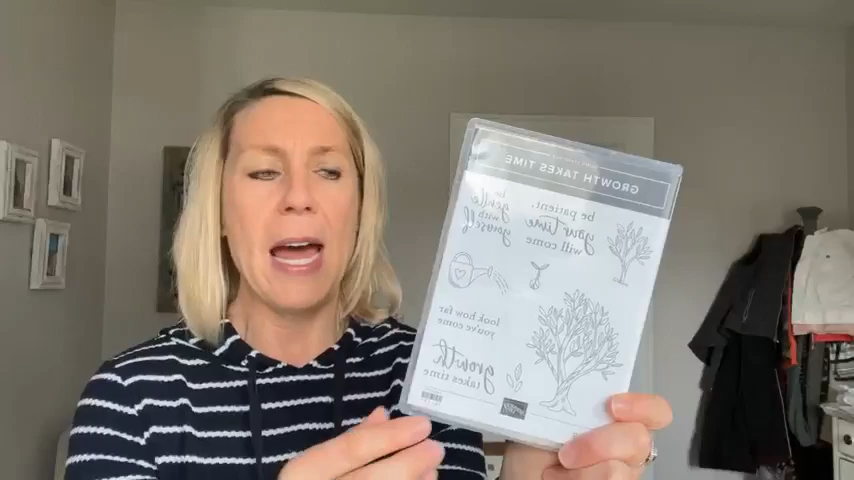 GROWTH TAKES TIME
be patient,
your time
will come
be
gentle
with
yourself
look how far
you've come
growth
takes time